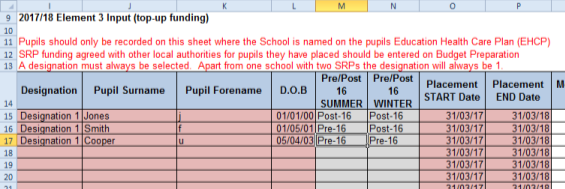 I J K L M N O P
9 2017/18 Element 3 Input (top-up funding)
10
11 Pupils should only be recorded on this sheet where the School is named on the pupils Education Health Care Plan (EHCP)
12 SRP funding agreed with other local authorities for pupils they have placed should be entered on Budget Preparation
13 A designation must always be selected. Apart from one school with two SRPs the designation will always be 1.
14 Designation Pupil Surname Pupil Forename D.O.B Pre/Post 16 SUMMER Pre/Post 16 WINTER Placement START Date Placement END Date
15 Designation 1 Jones j 01/01/00 Post-16 Post-16 31/03/17 31/03/18
16 Designation 1 Smith f 01/05/01 Pre-16 Post-16 31/03/17 31/03/18
17 Designation 1 Cooper u 05/04/03 Pre-16 Pre-16 31/03/17 31/03/18
18 31/03/17 31/03/18
19 31/03/17 31/03/18
20 31/03/17 31/03/18
21 31/03/17 31/03/18